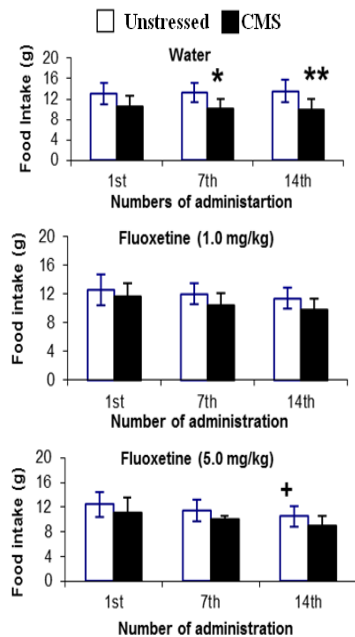 Unstressed CMS
Water
Food Intake (g)
20
16
12
8
4
0
* **
1st 7th 14th
Numbers of administartion
Fluoxetine (1.0 mg/kg)
Food intake (g)
20
16
12
8
4
0
1st 7th 14th
Number of administration
Fluoxetine (5.0 mg/kg)
Food intake (g)
20
16
12
8
4
0
+
1st 7th 14th
Number of administration